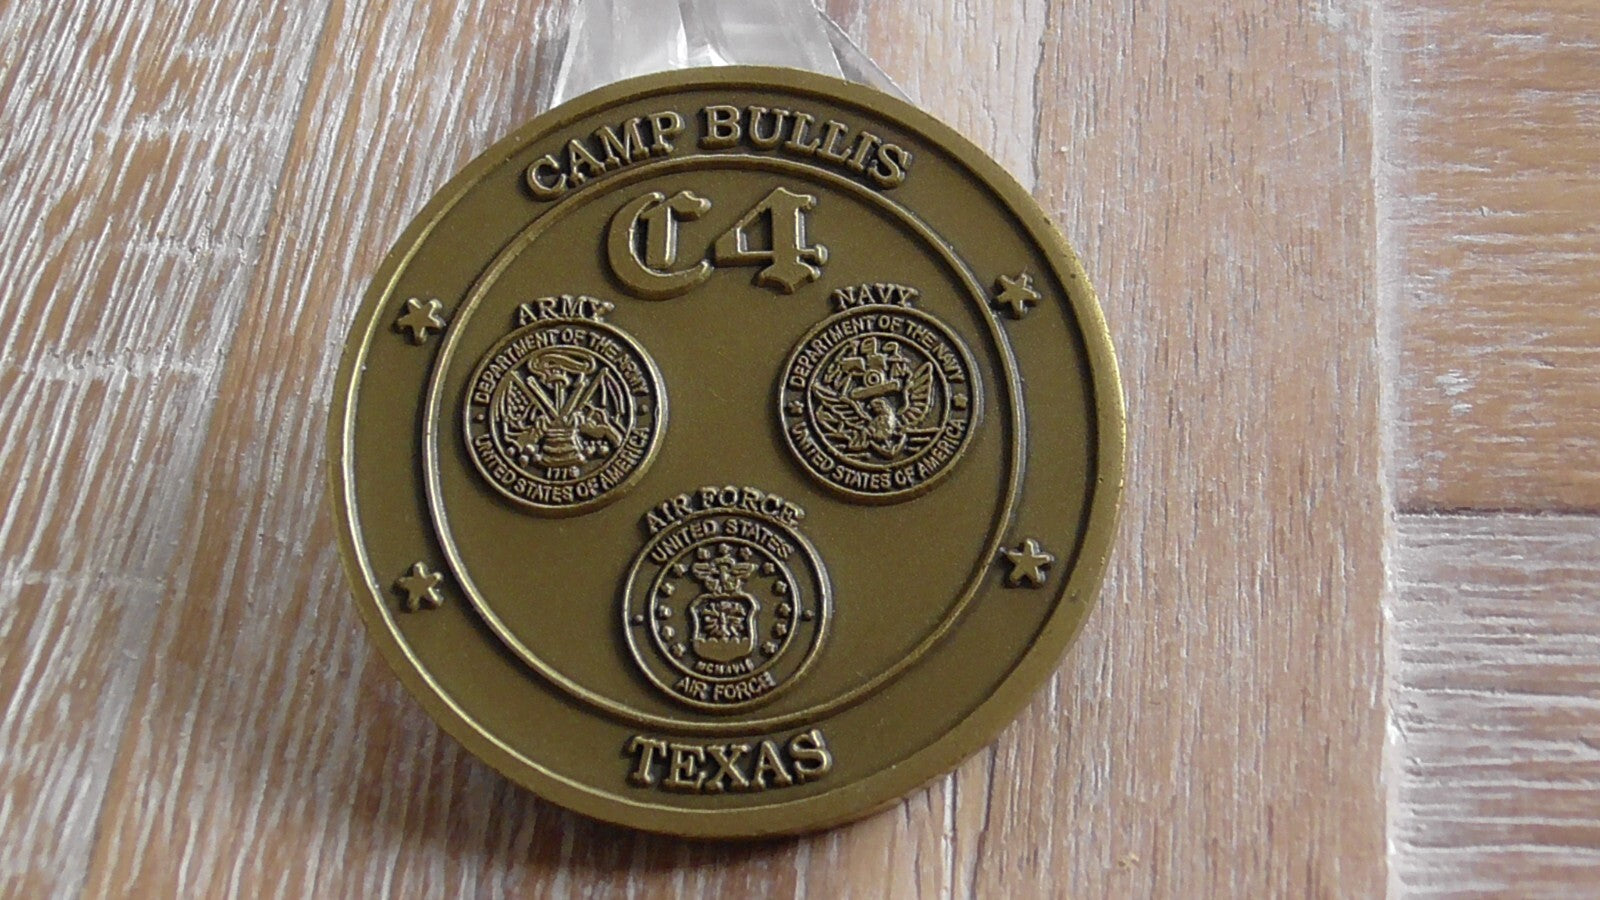 CAMP BULLIS
C4
ARMY
DEPARTMENT OF THE ARMY
1778
UNITED STATES OF AMERICA
NAVY
DEPARTMENT OF THE NAVY
UNITED STATES OF AMERICA
AIR FORCE
UNITED STATES
AIR FORCE
TEXAS